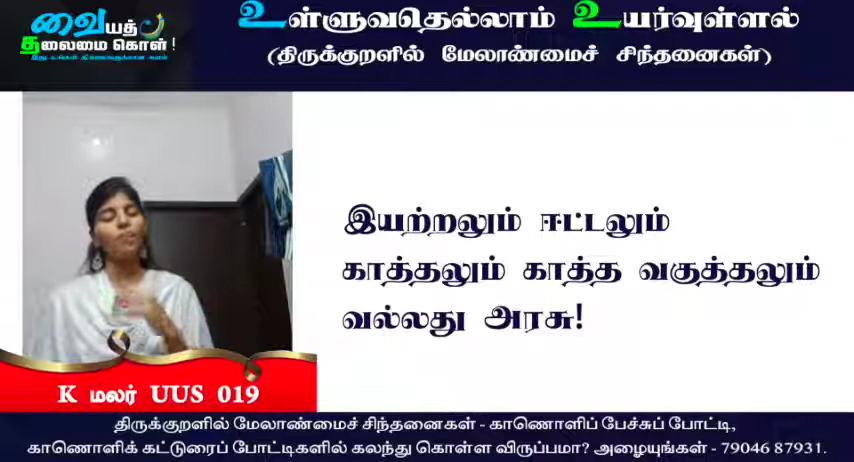 வையத்
தலைமை கொள்!
உள்ளுவதெல்லாம் உயர்வுள்ளல்
(திருக்குறளில் மேலாண்மைச் சிந்தனைகள்)
இயற்றலும் ஈட்டலும்
காத்தலும் காத்த வகுத்தலும்
வல்லது அரசு!
K மலர் UUS 019
திருக்குறளில் மேலாண்மைச் சிந்தனைகள் - காணொளிப் பேச்சுப் போட்டி,
காணொளிக் கட்டுரைப் போட்டிகளில் கலந்து கொள்ள விருப்பமா? அழையுங்கள் - 79046 87931.